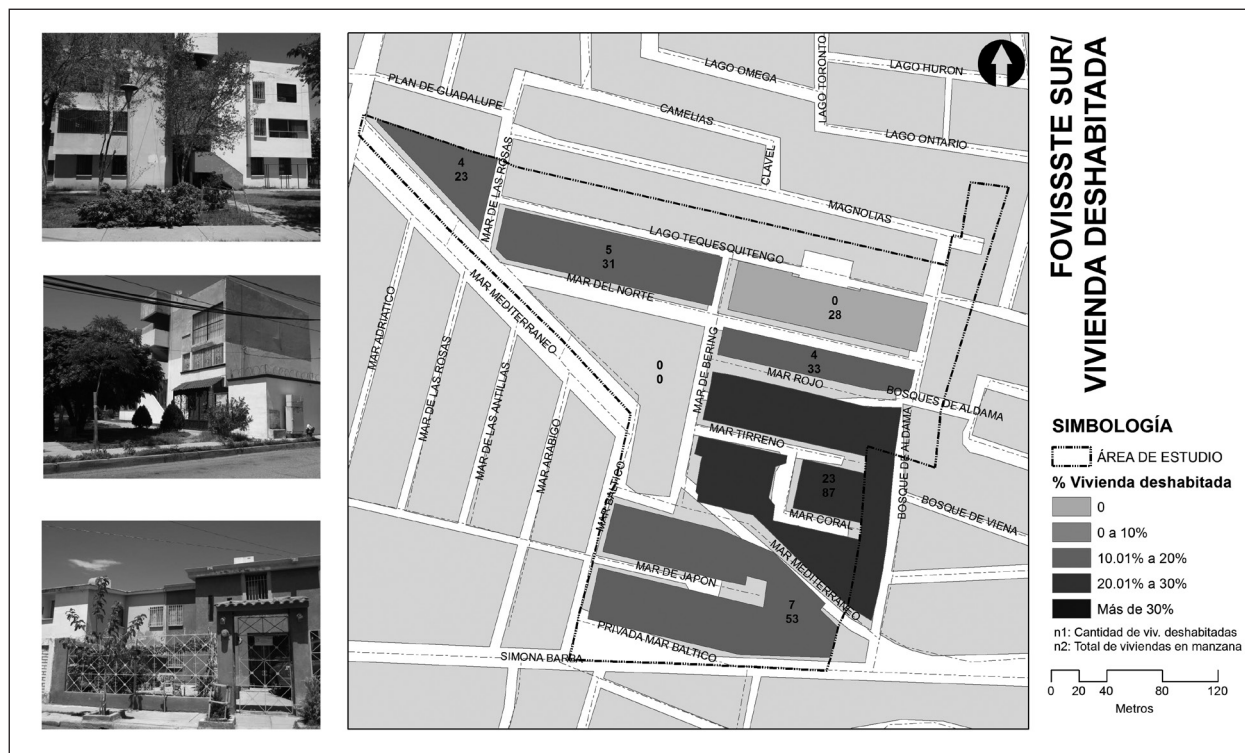 FOVISSSTE SUR/
VIVIENDA DESHABITADA
LAGO OMEGA
LAGO TORONTO
LAGO HURON
PLAN DE GUADALUPE
CAMELIAS
LAGO ONTARIO
CLAVEL
4
23
MAR DE LAS ROSAS
MAGNOLIAS
LAGO TEQUESQUITENGO
5
31
MAR DEL NORTE
0
28
MAR MEDITERRANEO
MAR ADRIATICO
MAR DE LAS ROSAS
MAR DE LAS ANTILLAS
MAR ARABIGO
0
0
MAR DE BERING
4
33
MAR ROJO
BOSQUES DE ALDAMA
MAR TIRRENO
BOSQUE DE ALDAMA
23
87
MAR CORAL
BOSQUE DE VIENA
MAR BALTICO
MAR MEDITERRANEO
MAR DE JAPON
7
53
PRIVADA MAR BALTICO
SIMONA BARBA
SIMBOLOGÍA
ÁREA DE ESTUDIO
% Vivienda deshabitada
0
0 a 10%
10.01% a 20%
20.01% a 30%
Más de 30%
n1: Cantidad de viv. deshabitadas
n2: Total de viviendas en manzana
0 20 40 80 120
Metros